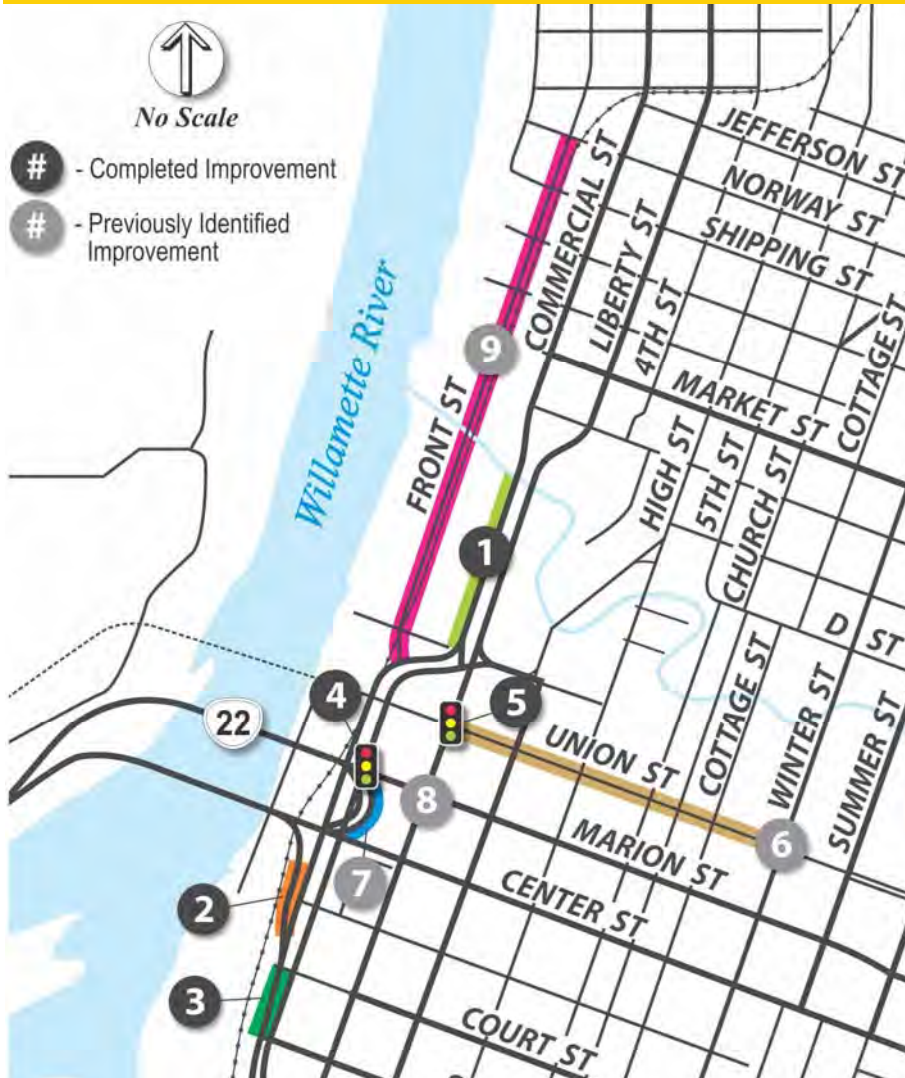 No Scale
# - Completed Improvement
# - Previously Identified
Improvement
JEFFERSON ST
NORWAY ST
SHIPPING ST
COMMERCIAL ST
LIBERTY ST
4TH ST
COTTAGE ST
MARKET ST
Willamette River
9
FRONT ST
HIGH ST
5TH ST
CHURCH ST
1
D ST
4
5
22
UNION ST
COTTAGE ST
WINTER ST
SUMMER ST
8
6
MARION ST
7
CENTER ST
2
3
COURT ST